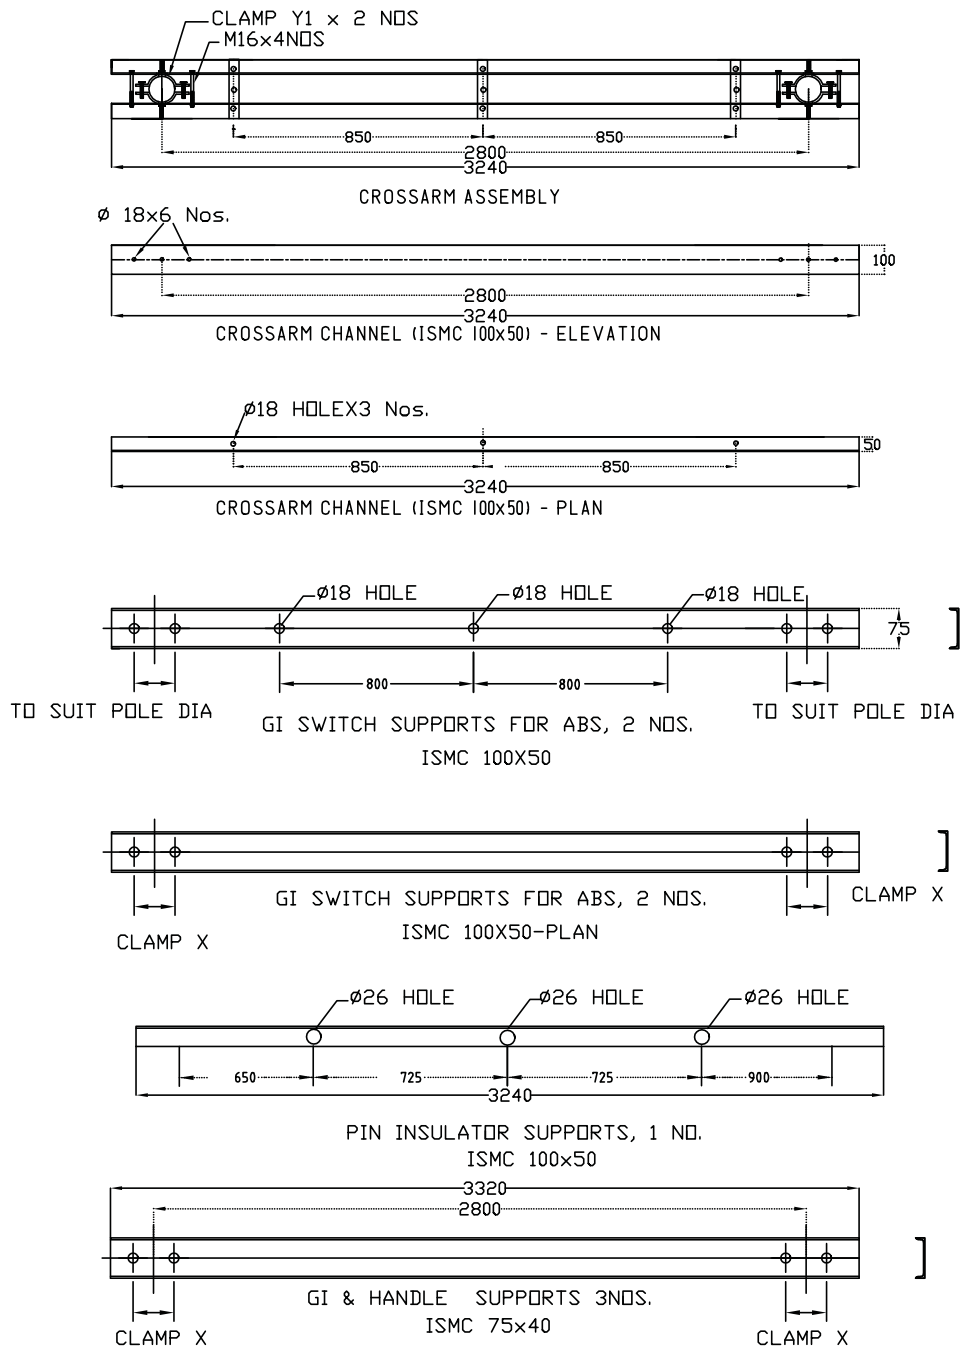 CLAMP Y1 x 2 NOS
M16x4NOS
850 850
2800
3240
CROSSARM ASSEMBLY
Ø 18x6 Nos.
100
2800
3240
CROSSARM CHANNEL (ISMC 100x50) - ELEVATION
Ø18 HOLEX3 Nos.
50
850 850
3240
CROSSARM CHANNEL (ISMC 100x50) - PLAN
Ø18 HOLE Ø18 HOLE Ø18 HOLE
75
800 800
TO SUIT POLE DIA TO SUIT POLE DIA
GI SWITCH SUPPORTS FOR ABS, 2 NOS.
ISMC 100X50
CLAMP X
GI SWITCH SUPPORTS FOR ABS, 2 NOS.
ISMC 100X50-PLAN
CLAMP X
Ø26 HOLE Ø26 HOLE Ø26 HOLE
650 725 725 900
3240
PIN INSULATOR SUPPORTS, 1 NO.
ISMC 100x50
3320
2800
GI & HANDLE SUPPORTS 3NOS.
ISMC 75x40
CLAMP X CLAMP X